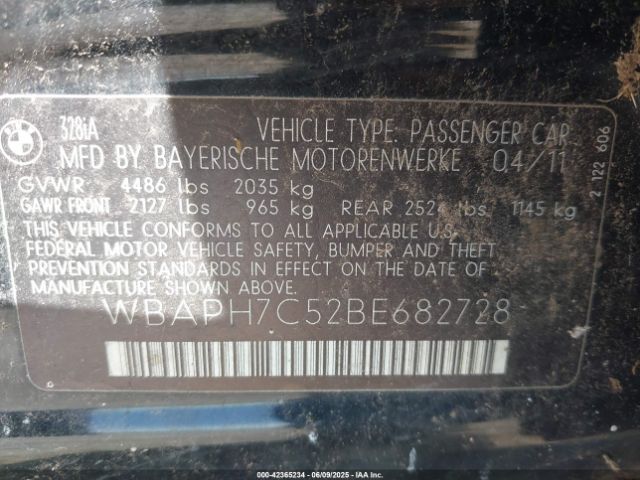 BMW
328iA
VEHICLE TYPE: PASSENGER CAR
MFD BY BAYERISCHE MOTORENWERKE 04/11
GVWR 4486 lbs 2035 kg
GAWR FRONT 2127 lbs 965 kg REAR 252 lbs 1145 kg
THIS VEHICLE CONFORMS TO ALL APPLICABLE U.S.
FEDERAL MOTOR VEHICLE SAFETY, BUMPER AND THEFT
PREVENTION STANDARDS IN EFFECT ON THE DATE OF
MANUFACTURE SHOWN ABOVE.
WBAPH7C52BE682728
G
2 122 606
000-42365234 - 06/09/2025 - IAA Inc.